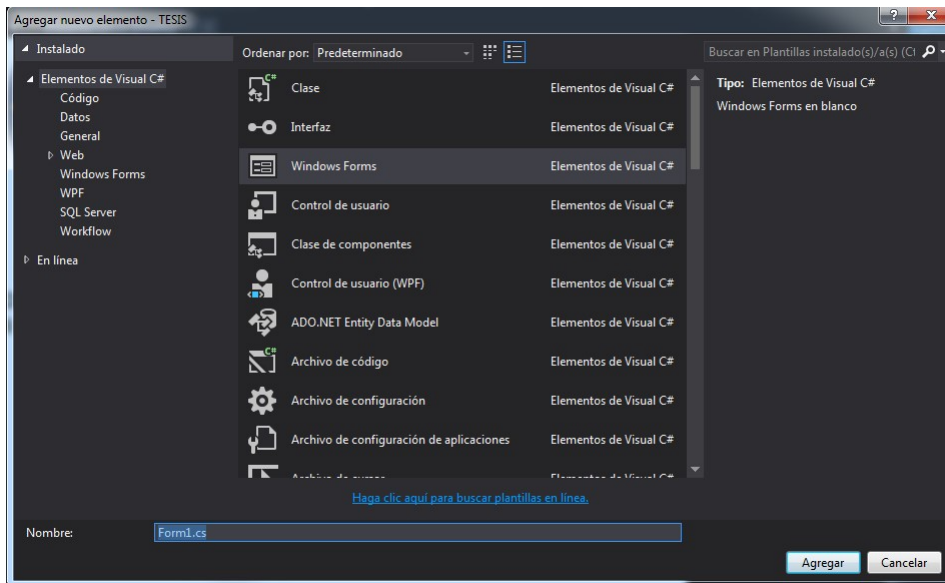 Agregar nuevo elemento - TESIS
Instalado
Ordenar por: Predeterminado
Buscar en Plantillas instalado(s)/a(s) (Ct
Elementos de Visual C#
Código
Datos
General
Web
Windows Forms
WPF
SQL Server
Workflow
En línea
Clase Elementos de Visual C#
Interfaz Elementos de Visual C#
Windows Forms Elementos de Visual C#
Control de usuario Elementos de Visual C#
Clase de componentes Elementos de Visual C#
Control de usuario (WPF) Elementos de Visual C#
ADO.NET Entity Data Model Elementos de Visual C#
Archivo de código Elementos de Visual C#
Archivo de configuración Elementos de Visual C#
Archivo de configuración de aplicaciones Elementos de Visual C#
Tipo: Elementos de Visual C#
Windows Forms en blanco
Haga clic aquí para buscar plantillas en línea.
Nombre: Form1.cs
Agregar Cancelar